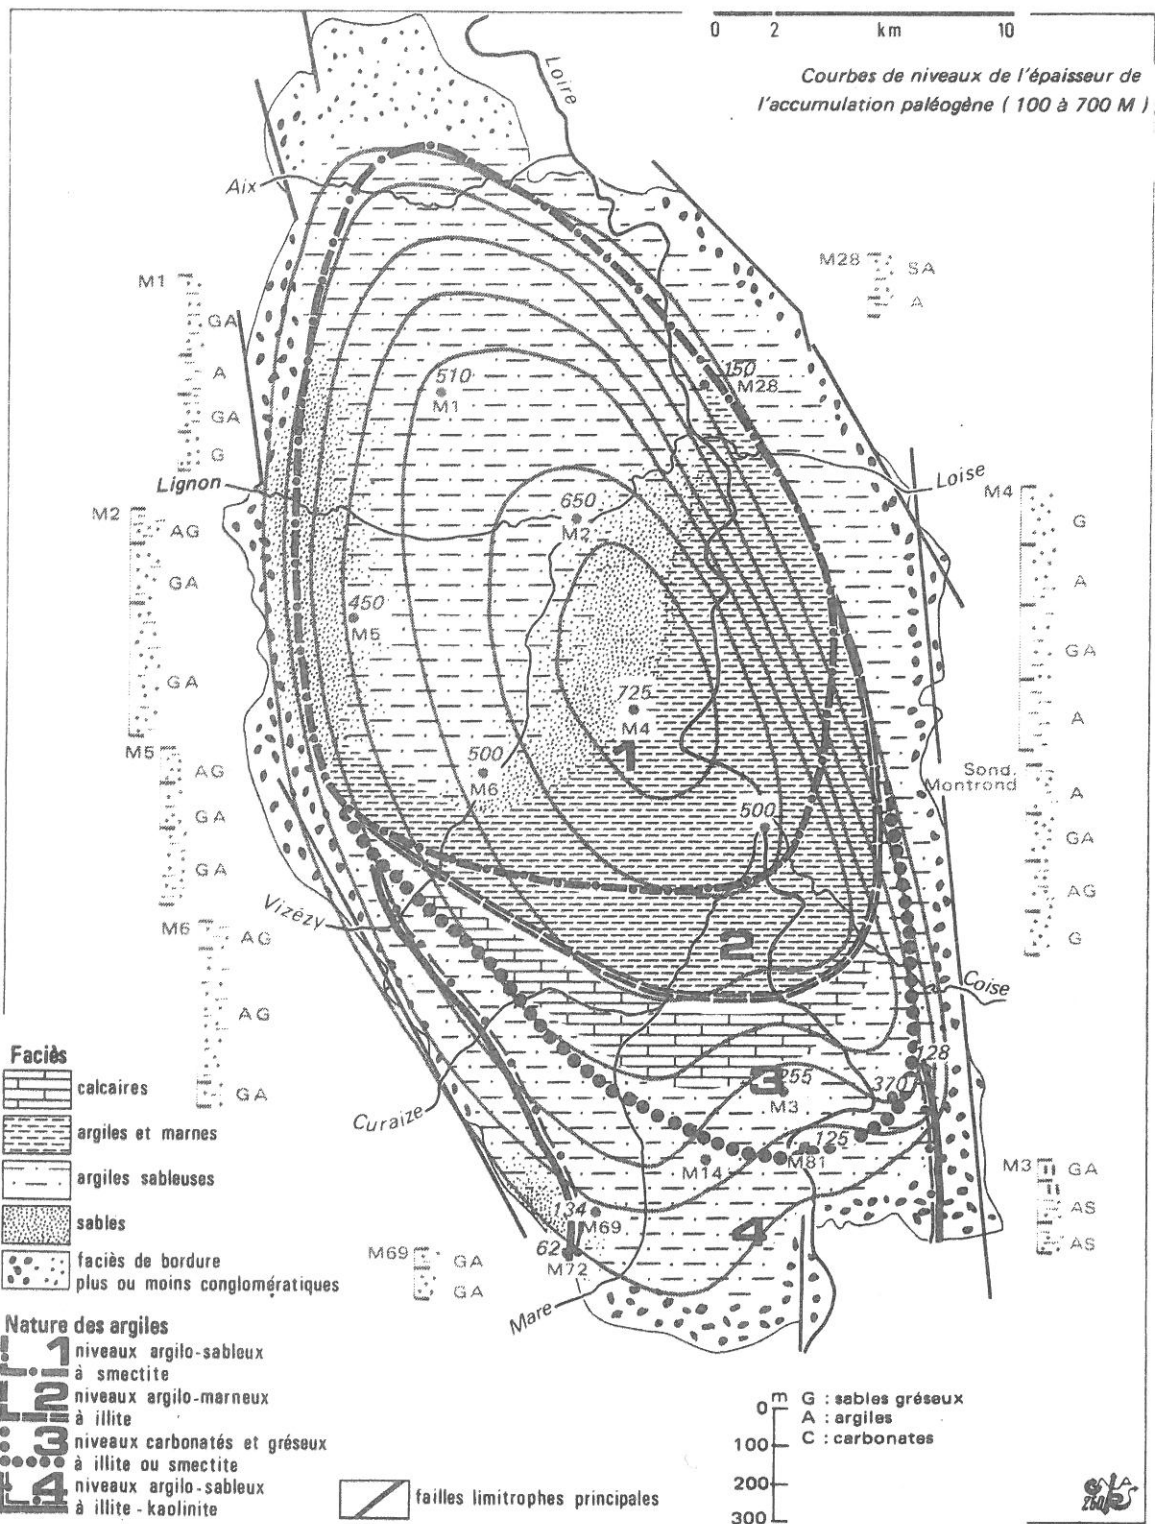 0 2 km 10
Courbes de niveaux de l'épaisseur de
l'accumulation paléogène ( 100 à 700 M )
Loire
Aix
M28
SA
A
M1
GA
A
GA
G
150
M28
510
M1
Lignon
Loise
M4
G
A
GA
A
M2
AG
GA
GA
650
M2
450
M5
725
M4
1
500
M6
500
Sond.
Montrond
A
GA
AG
G
M5
AG
GA
GA
Vizézy
M6
AG
AG
GA
2
Coise
128
3
255
M3
370
Curaize
125
M14
M81
M3
GA
AS
AS
134
M69
62
M72
4
M69
GA
GA
Mare
Faciès
calcaires
argiles et marnes
argiles sableuses
sables
faciès de bordure
plus ou moins conglomératiques
Nature des argiles
1 niveaux argilo-sableux
à smectite
2 niveaux argilo-marneux
à illite
3 niveaux carbonatés et gréseux
à illite ou smectite
4 niveaux argilo-sableux
à illite-kaolinite
failles limitrophes principales
m
0
100
200
300
G : sables gréseux
A : argiles
C : carbonates